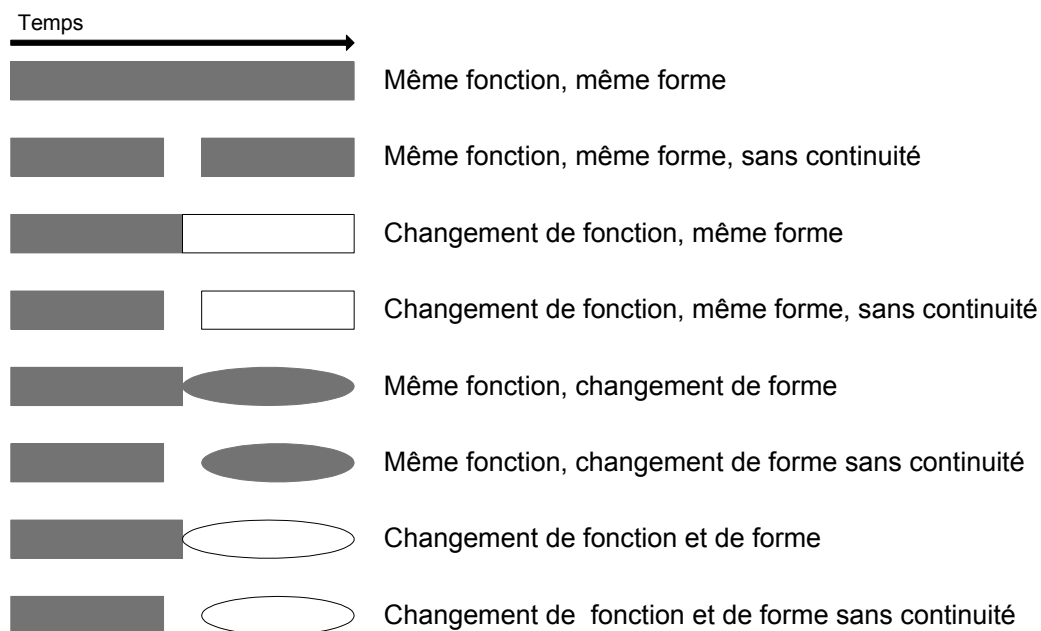 Temps
Même fonction, même forme
Même fonction, même forme, sans continuité
Changement de fonction, même forme
Changement de fonction, même forme, sans continuité
Même fonction, changement de forme
Même fonction, changement de forme sans continuité
Changement de fonction et de forme
Changement de  fonction et de forme sans continuité